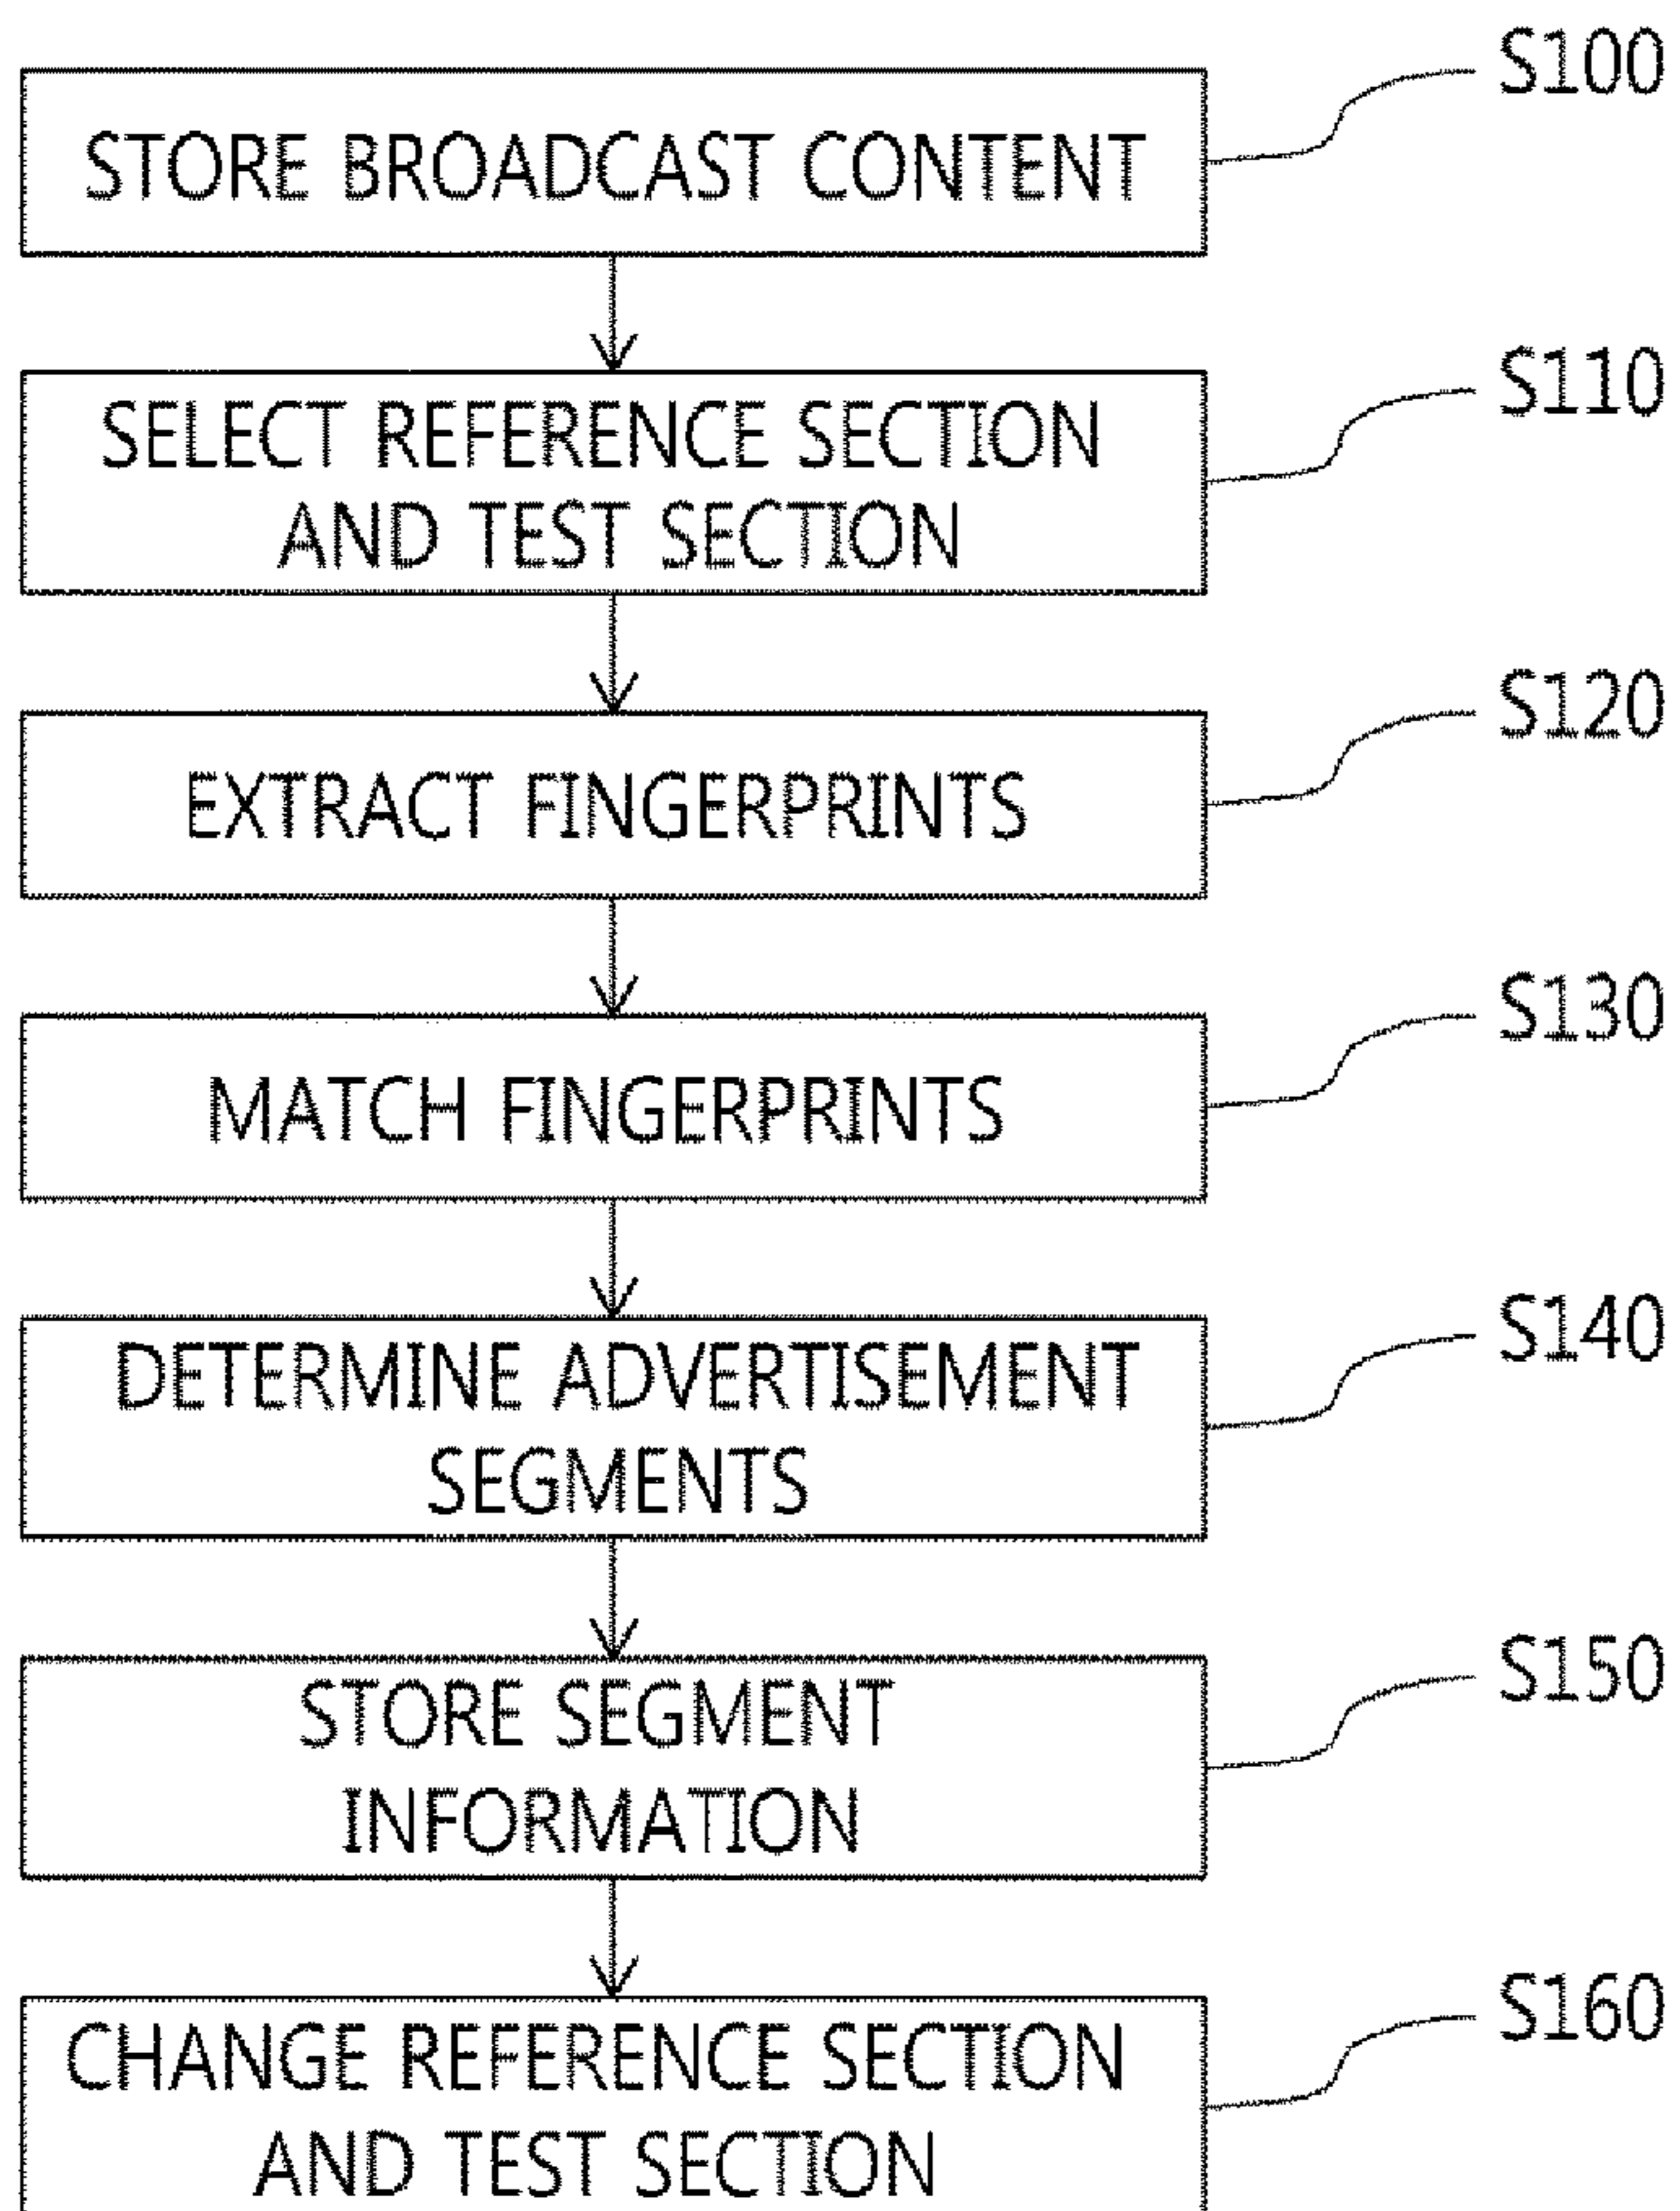 S100
STORE BROADCAST CONTENT
S110
SELECT REFERENCE SECTION
AND TEST SECTION
S120
EXTRACT FINGERPRINTS
S130
MATCH FINGERPRINTS
S140
DETERMINE ADVERTISEMENT
SEGMENTS
S150
STORE SEGMENT
INFORMATION
S160
CHANGE REFERENCE SECTION
AND TEST SECTION